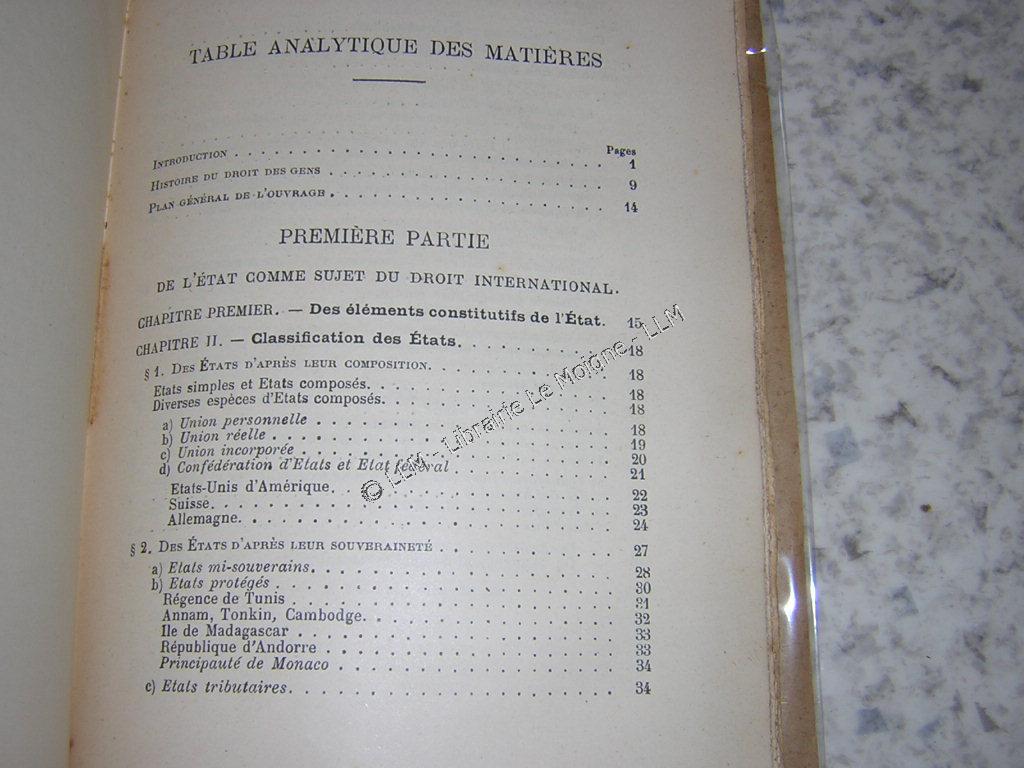 TABLE ANALYTIQUE DES MATIÈRES
Pages
INTRODUCTION . . . . . 1
HISTOIRE DU DROIT DES GENS . . . . . 9
PLAN GÉNÉRAL DE L'OUVRAGE . . . . . 14
PREMIÈRE PARTIE
DE L'ÉTAT COMME SUJET DU DROIT INTERNATIONAL.
CHAPITRE PREMIER. — Des éléments constitutifs de l'État. 15
CHAPITRE II. — Classification des États. . . . . 18
§ 1. DES ÉTATS D'APRÈS LEUR COMPOSITION. . . . . 18
Etats simples et Etats composés. . . . . 18
Diverses espèces d'Etats composés. . . . . 18
a) Union personnelle . . . . . 18
b) Union réelle . . . . . 19
c) Union incorporée . . . . . 20
d) Confédération d'Etats et Etat fédéral . . . . . 21
Etats-Unis d'Amérique. . . . . 22
Suisse. . . . . 23
Allemagne. . . . . 24
§ 2. DES ÉTATS D'APRÈS LEUR SOUVERAINETÉ . . . . . 27
a) Etats mi-souverains. . . . . 28
b) Etats protégés . . . . . 30
Régence de Tunis . . . . . 31
Annam, Tonkin, Cambodge. . . . . 32
Ile de Madagascar . . . . . 33
République d'Andorre . . . . . 33
Principauté de Monaco . . . . . 34
c) Etats tributaires. . . . . 34
© LLM - Librairie Le Moigne - LLM